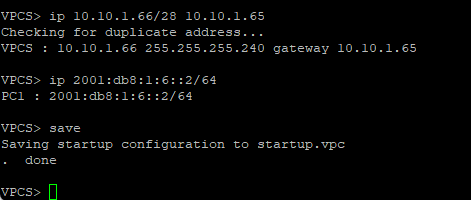 VPCS> ip 10.10.1.66/28 10.10.1.65
Checking for duplicate address...
VPCS : 10.10.1.66 255.255.255.240 gateway 10.10.1.65
VPCS> ip 2001:db8:1:6::2/64
PC1 : 2001:db8:1:6::2/64
VPCS> save
Saving startup configuration to startup.vpc
.  done
VPCS>